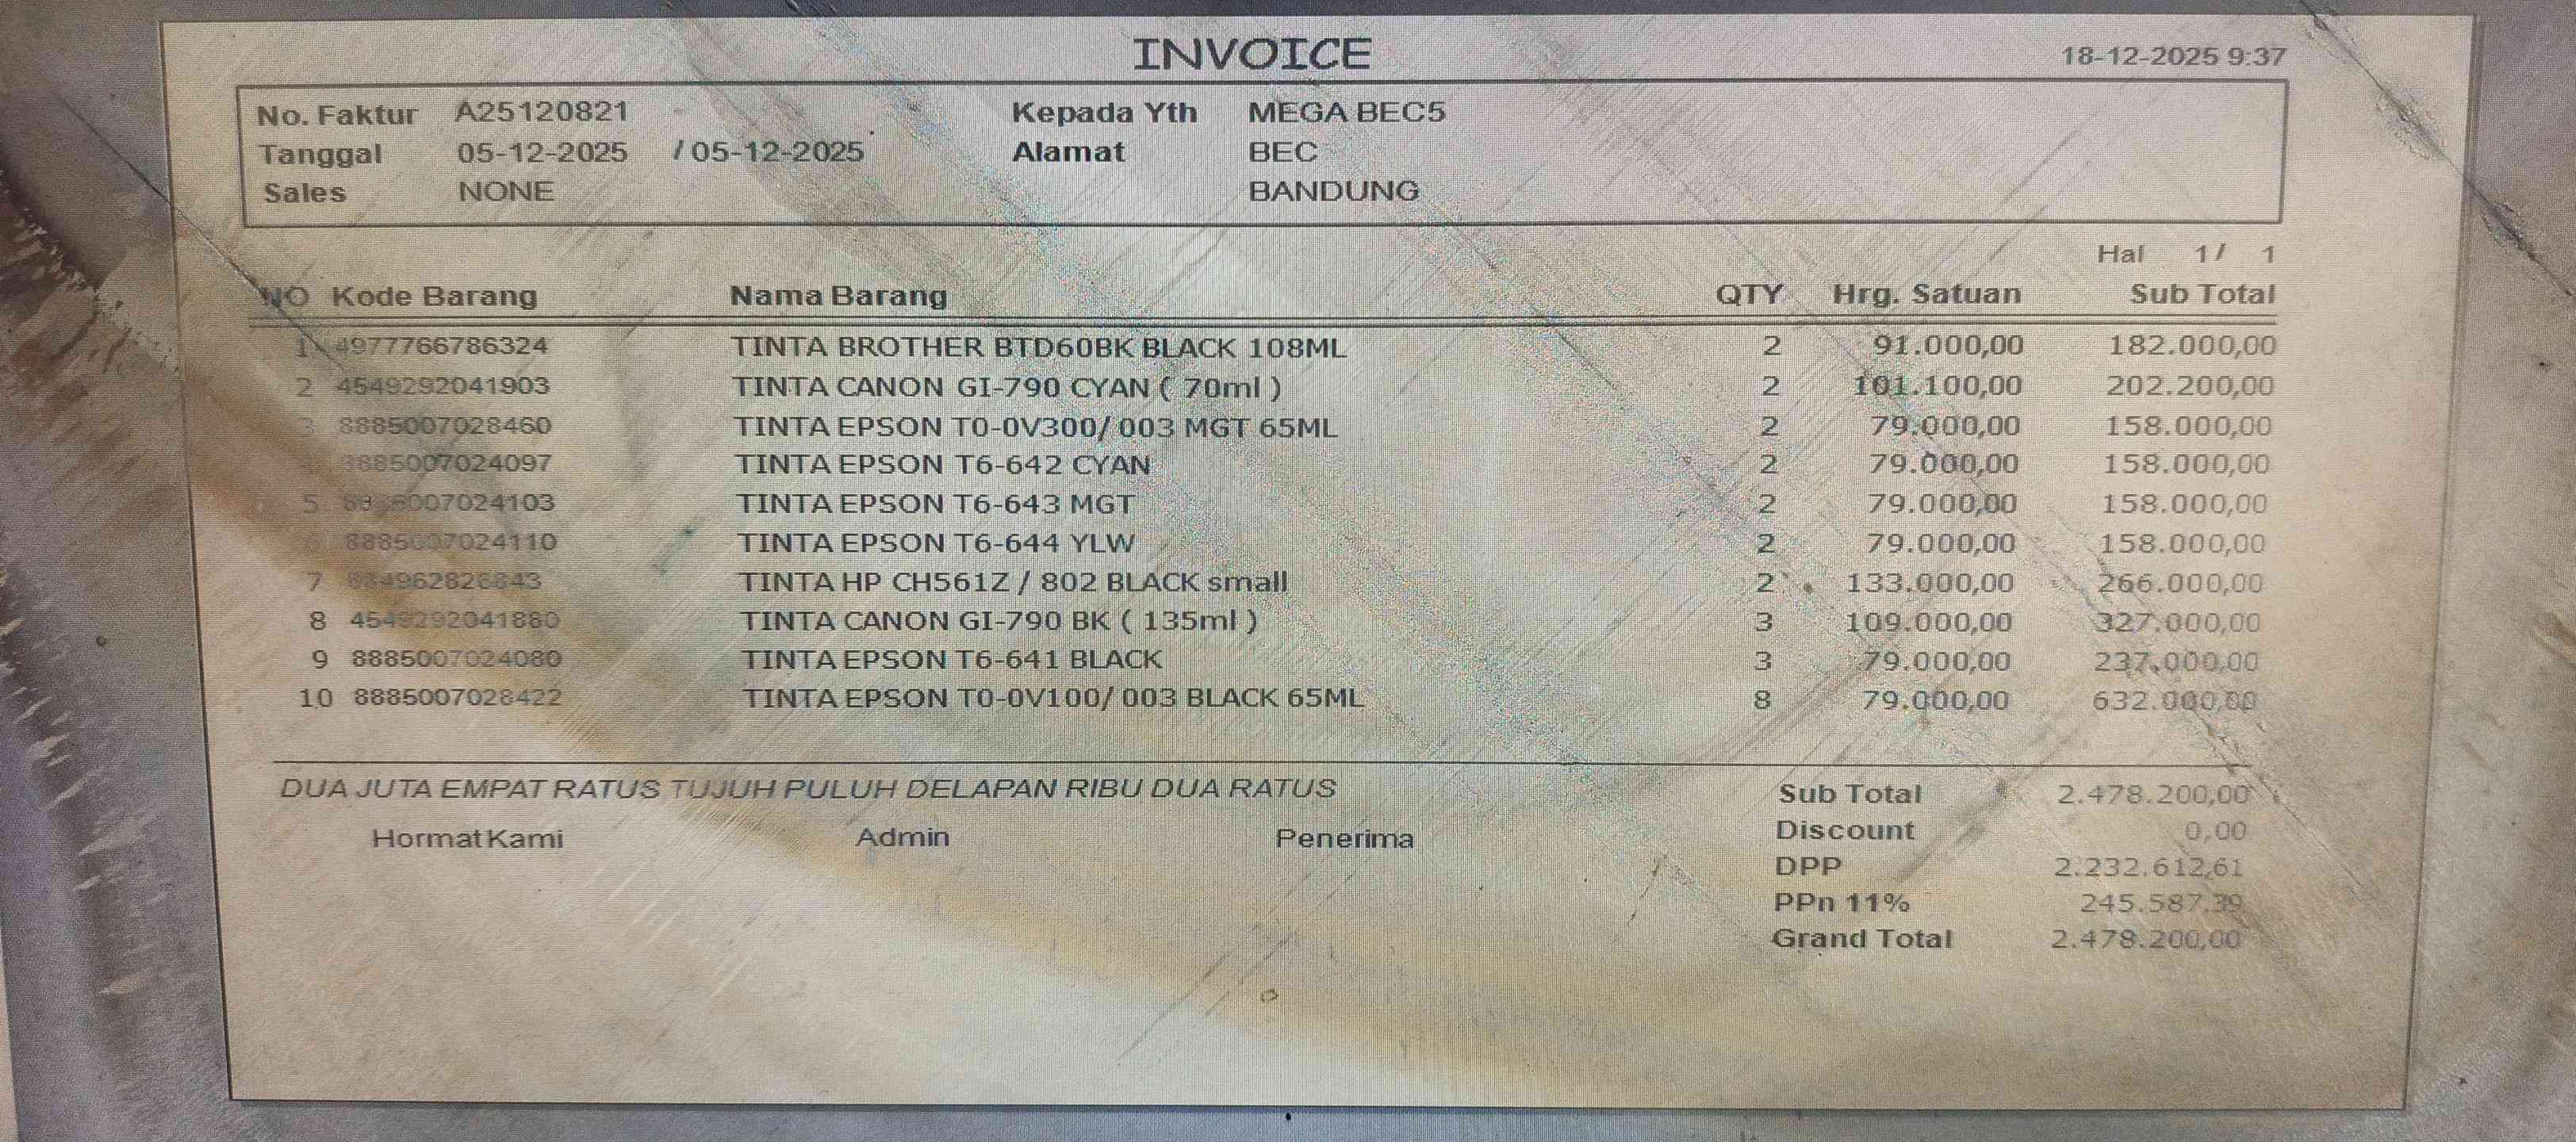 INVOICE
18-12-2025 9:37
No. Faktur A25120821 Kepada Yth MEGA BEC5
Tanggal 05-12-2025 / 05-12-2025 Alamat BEC
Sales NONE BANDUNG
Hal 1 / 1
NO Kode Barang Nama Barang QTY Hrg. Satuan Sub Total
1 4977766786324 TINTA BROTHER BTD60BK BLACK 108ML 2 91.000,00 182.000,00
2 4549292041903 TINTA CANON GI-790 CYAN ( 70ml ) 2 101.100,00 202.200,00
3 8885007028460 TINTA EPSON T0-0V300/ 003 MGT 65ML 2 79.000,00 158.000,00
8885007024097 TINTA EPSON T6-642 CYAN 2 79.000,00 158.000,00
5 TINTA EPSON T6-643 MGT 2 79.000,00 158.000,00
8885007024110 TINTA EPSON T6-644 YLW 2 79.000,00 158.000,00
7 TINTA HP CH561Z / 802 BLACK small 2 133.000,00 266.000,00
8 4549292041880 TINTA CANON GI-790 BK ( 135ml ) 3 109.000,00 327.000,00
9 8885007024080 TINTA EPSON T6-641 BLACK 3 79.000,00 237.000,00
10 8885007028422 TINTA EPSON T0-0V100/ 003 BLACK 65ML 8 79.000,00 632.000,00
DUA JUTA EMPAT RATUS TUJUH PULUH DELAPAN RIBU DUA RATUS
Sub Total 2.478.200,00
Hormat Kami Admin Penerima
Discount 0,00
DPP 2.232.612,61
PPn 11% 245.587,39
Grand Total 2.478.200,00